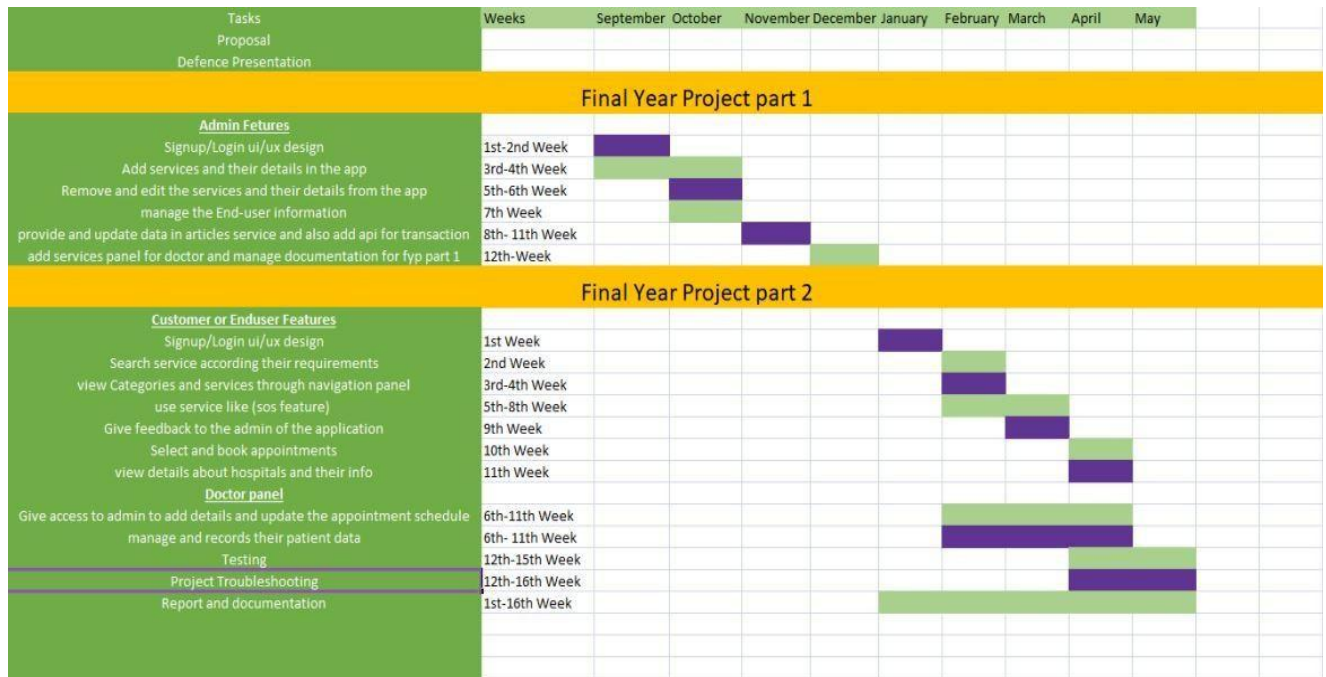 Tasks Weeks September October November December January February March April May
Proposal
Defence Presentation
Final Year Project part 1
Admin Fetures
Signup/Login ui/ux design 1st-2nd Week
Add services and their details in the app 3rd-4th Week
Remove and edit the services and their details from the app 5th-6th Week
manage the End-user information 7th Week
provide and update data in articles service and also add api for transaction 8th- 11th Week
add services panel for doctor and manage documentation for fyp part 1 12th-Week
Final Year Project part 2
Customer or Enduser Features
Signup/Login ui/ux design 1st Week
Search service according their requirements 2nd Week
view Categories and services through navigation panel 3rd-4th Week
use service like (sos feature) 5th-8th Week
Give feedback to the admin of the application 9th Week
Select and book appointments 10th Week
view details about hospitals and their info 11th Week
Doctor panel
Give access to admin to add details and update the appointment schedule 6th-11th Week
manage and records their patient data 6th- 11th Week
Testing 12th-15th Week
Project Troubleshooting 12th-16th Week
Report and documentation 1st-16th Week